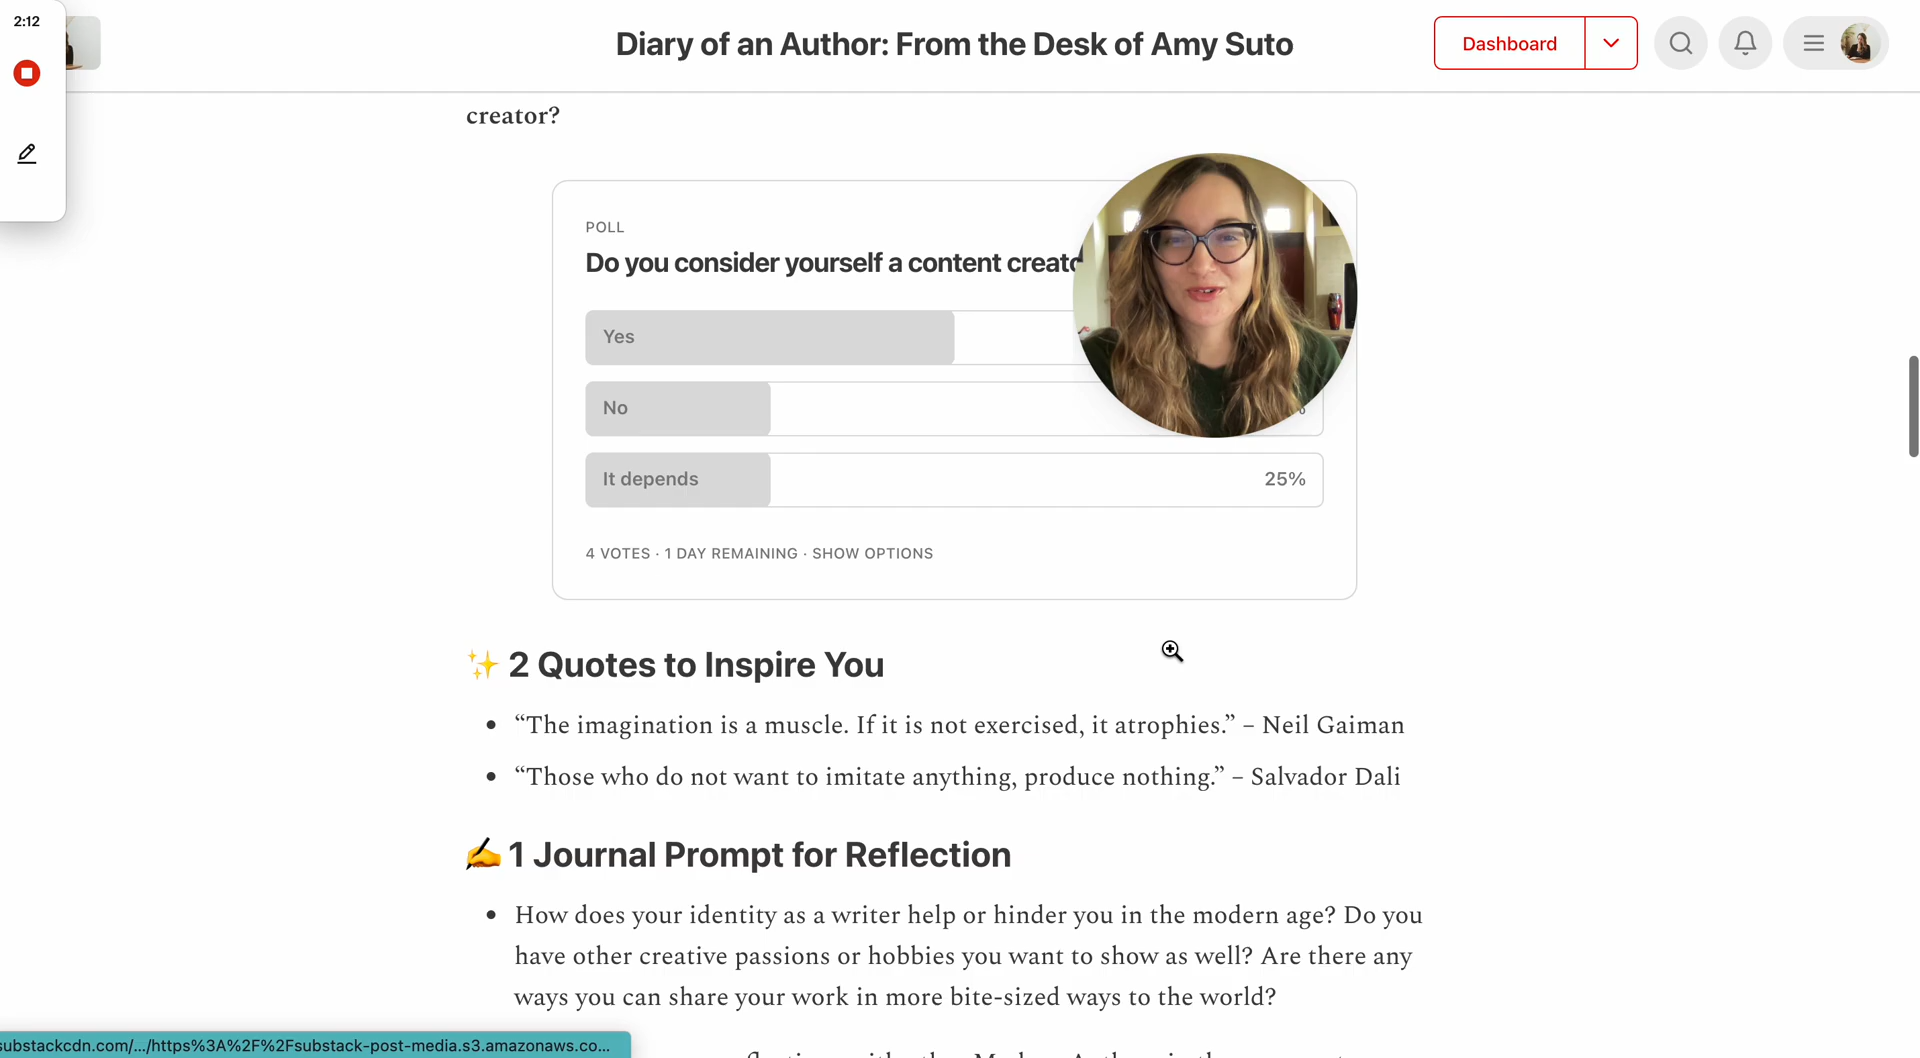 2:12
Diary of an Author: From the Desk of Amy Suto
Dashboard
creator?
POLL
Do you consider yourself a content
Yes
No
It depends
25%
4 VOTES · 1 DAY REMAINING · SHOW OPTIONS
✨ 2 Quotes to Inspire You
• “The imagination is a muscle. If it is not exercised, it atrophies.” – Neil Gaiman
• “Those who do not want to imitate anything, produce nothing.” – Salvador Dali
✍️ 1 Journal Prompt for Reflection
• How does your identity as a writer help or hinder you in the modern age? Do you
have other creative passions or hobbies you want to show as well? Are there any
ways you can share your work in more bite-sized ways to the world?
substackcdn.com/.../https%3A%2F%2Fsubstack-post-media.s3.amazonaws.co...